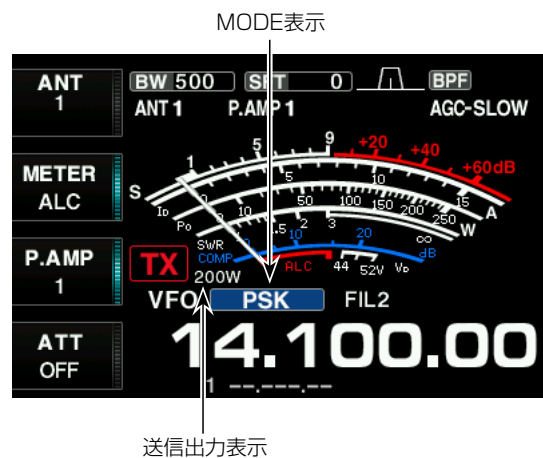 MODE表示
ANT
1
BW 500 SFT 0 BPF
ANT 1 P.AMP 1 AGC-SLOW
METER
ALC
S 1 5 9 +20 +40 +60dB
ID 5 10 15 A
Po 10 50 100 150 200 250 W
SWR 1.5 2 3 ∞
COMP 0 10 20 dB
ALC 44 52V VD
P.AMP
1
TX
200W
VFO PSK FIL2
ATT
OFF
14.100.00
1 --.---.--
送信出力表示